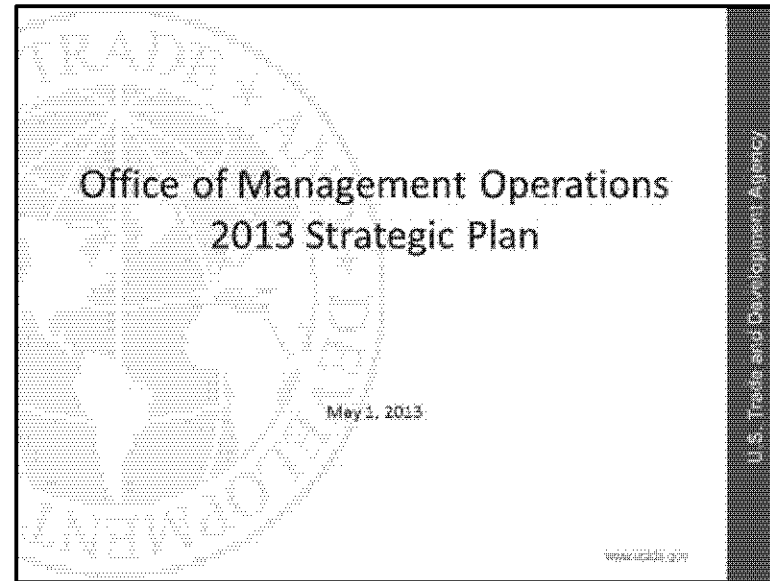 Office of Management Operations
2013 Strategic Plan
May 1, 2013
U.S. Trade and Development Agency
www.ustda.gov